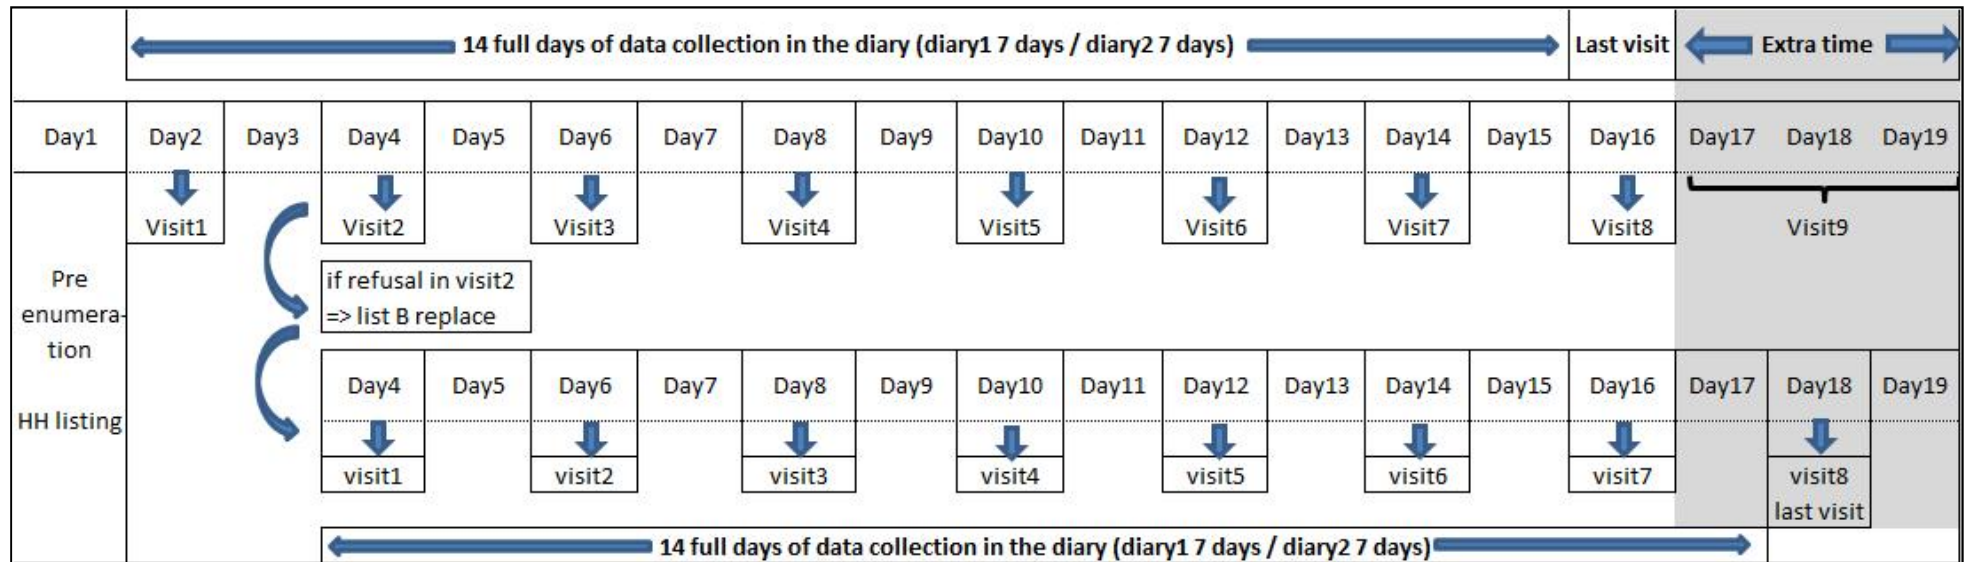 14 full days of data collection in the diary (diary1 7 days / diary2 7 days) Last visit Extra time
Day1 Day2 Day3 Day4 Day5 Day6 Day7 Day8 Day9 Day10 Day11 Day12 Day13 Day14 Day15 Day16 Day17 Day18 Day19
Visit1 Visit2 Visit3 Visit4 Visit5 Visit6 Visit7 Visit8 Visit9
Pre
enumera-
tion
HH listing
if refusal in visit2
=> list B replace
Day4 Day5 Day6 Day7 Day8 Day9 Day10 Day11 Day12 Day13 Day14 Day15 Day16 Day17 Day18 Day19
visit1 visit2 visit3 visit4 visit5 visit6 visit7 visit8
last visit
14 full days of data collection in the diary (diary1 7 days / diary2 7 days)